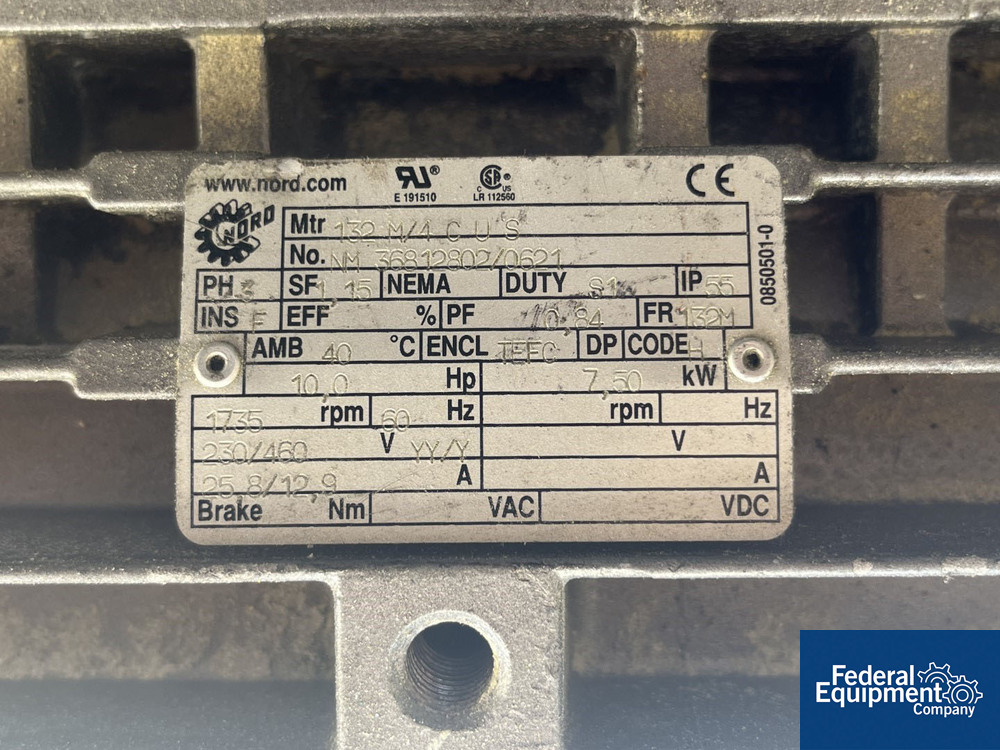 www.nord.com
E 191510
C US
LR 112560
CE
NORD
Mtr 132 M/4 C U S
No. NM 36812802/0621
PH 3 SF 1,15 NEMA DUTY S1 IP 55
INS F EFF % PF /0,84 FR 132M
AMB 40 °C ENCL TEFC DP CODE H
10,0 Hp 7,50 kW
1735 rpm 60 Hz rpm Hz
230/460 V YY/Y V
25,8/12,9 A A
Brake Nm VAC VDC
0850501-0
Federal
Equipment
Company